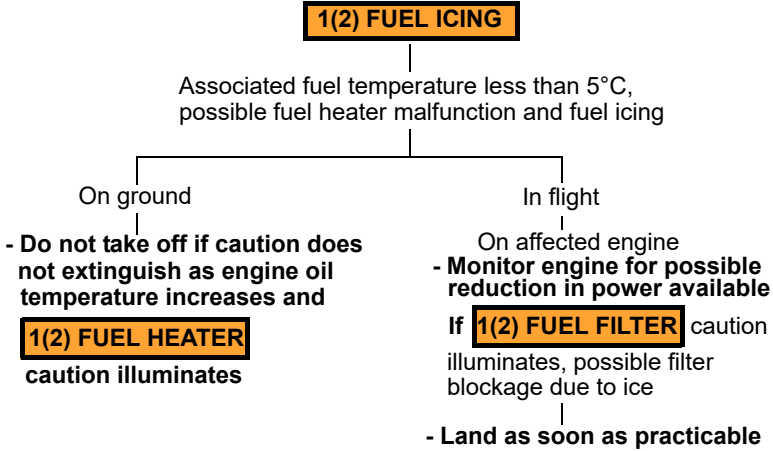 1(2) FUEL ICING
Associated fuel temperature less than 5°C,
possible fuel heater malfunction and fuel icing
On ground
- Do not take off if caution does
not extinguish as engine oil
temperature increases and
1(2) FUEL HEATER
caution illuminates
In flight
On affected engine
- Monitor engine for possible
reduction in power available
If 1(2) FUEL FILTER caution
illuminates, possible filter
blockage due to ice
- Land as soon as practicable